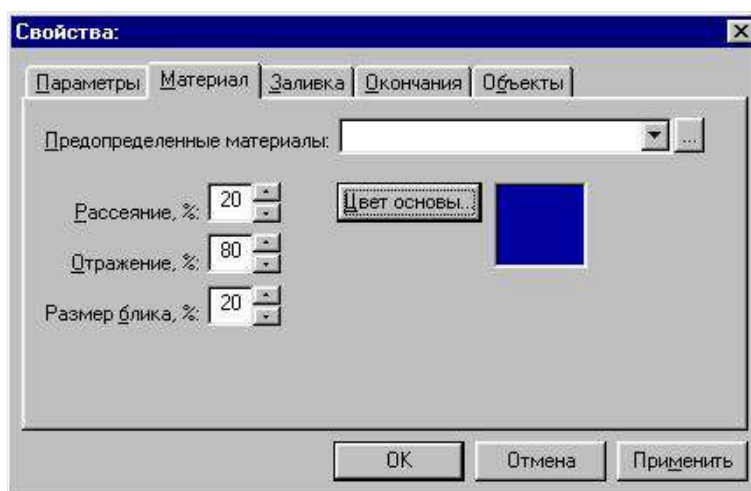 Свойства:
Параметры Материал Заливка Окончания Объекты
Предопределенные материалы: ...
Рассеяние, %: 20 Цвет основы...
Отражение, %: 80
Размер блика, %: 20
OK Отмена Применить